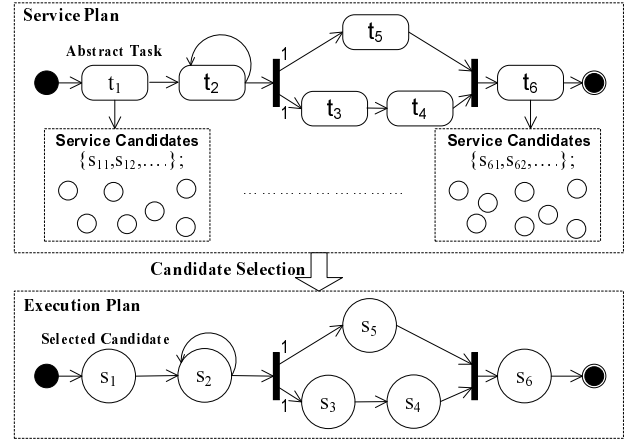 Service Plan
Abstract Task
t1
t2
1
1
t5
t3
t4
t6
Service Candidates
{s11,s12,....};
Service Candidates
{s61,s62,....};
........................
Candidate Selection
Execution Plan
Selected Candidate
s1
s2
1
1
s5
s3
s4
s6